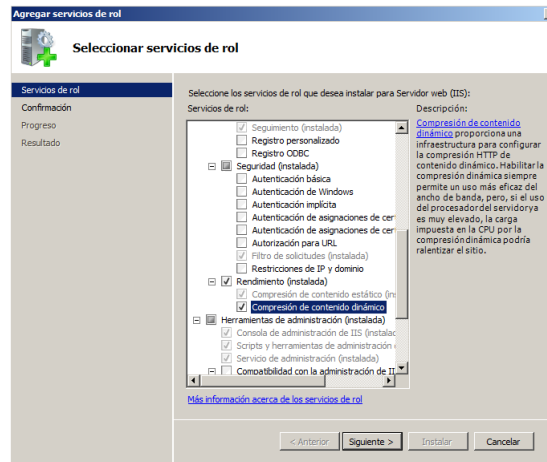 Agregar servicios de rol
Seleccionar servicios de rol
Servicios de rol
Confirmación
Progreso
Resultado
Seleccione los servicios de rol que desea instalar para Servidor web (IIS):
Servicios de rol:
Seguimiento (instalada)
Registro personalizado
Registro ODBC
Seguridad (instalada)
Autenticación básica
Autenticación de Windows
Autenticación implícita
Autenticación de asignaciones de cer
Autenticación de asignaciones de cer
Autorización para URL
Filtro de solicitudes (instalada)
Restricciones de IP y dominio
Rendimiento (instalada)
Compresión de contenido estático (in
Compresión de contenido dinámico
Herramientas de administración (instalada)
Consola de administración de IIS (instalac
Scripts y herramientas de administración
Servicio de administración (instalada)
Compatibilidad con la administración de II
Más información acerca de los servicios de rol
Descripción:
Compresión de contenido
dinámico proporciona una
infraestructura para configurar
la compresión HTTP de
contenido dinámico. Habilitar la
compresión dinámica siempre
permite un uso más eficaz del
ancho de banda, pero, si el uso
del procesador del servidor ya
es muy elevado, la carga
impuesta en la CPU por la
compresión dinámica podría
ralentizar el sitio.
< Anterior
Siguiente >
Instalar
Cancelar